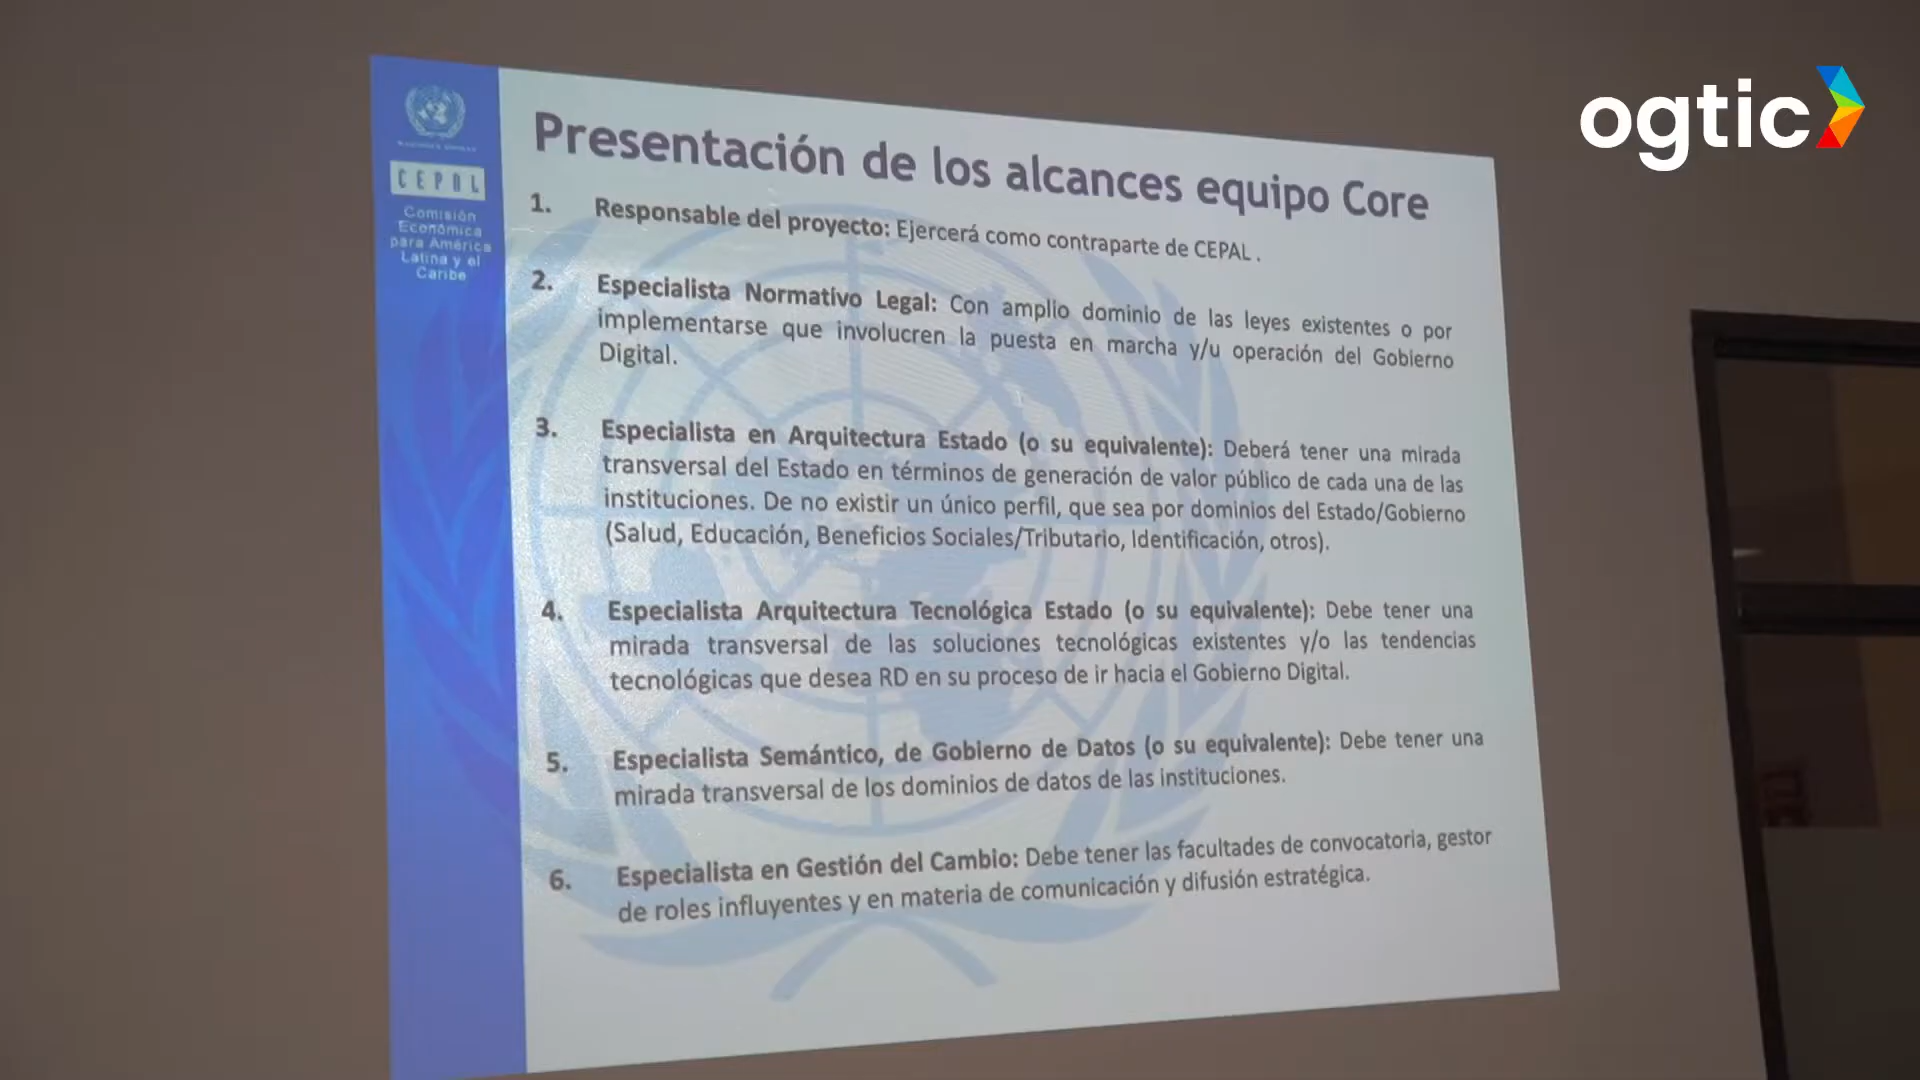 ogtic
CEPAL
Comisión
Económica
para América
Latina y el
Caribe
Presentación de los alcances equipo Core
1. Responsable del proyecto: Ejercerá como contraparte de CEPAL .
2. Especialista Normativo Legal: Con amplio dominio de las leyes existentes o por
implementarse que involucren la puesta en marcha y/u operación del Gobierno
Digital.
3. Especialista en Arquitectura Estado (o su equivalente): Deberá tener una mirada
transversal del Estado en términos de generación de valor público de cada una de las
instituciones. De no existir un único perfil, que sea por dominios del Estado/Gobierno
(Salud, Educación, Beneficios Sociales/Tributario, Identificación, otros).
4. Especialista Arquitectura Tecnológica Estado (o su equivalente): Debe tener una
mirada transversal de las soluciones tecnológicas existentes y/o las tendencias
tecnológicas que desea RD en su proceso de ir hacia el Gobierno Digital.
5. Especialista Semántico, de Gobierno de Datos (o su equivalente): Debe tener una
mirada transversal de los dominios de datos de las instituciones.
6. Especialista en Gestión del Cambio: Debe tener las facultades de convocatoria, gestor
de roles influyentes y en materia de comunicación y difusión estratégica.